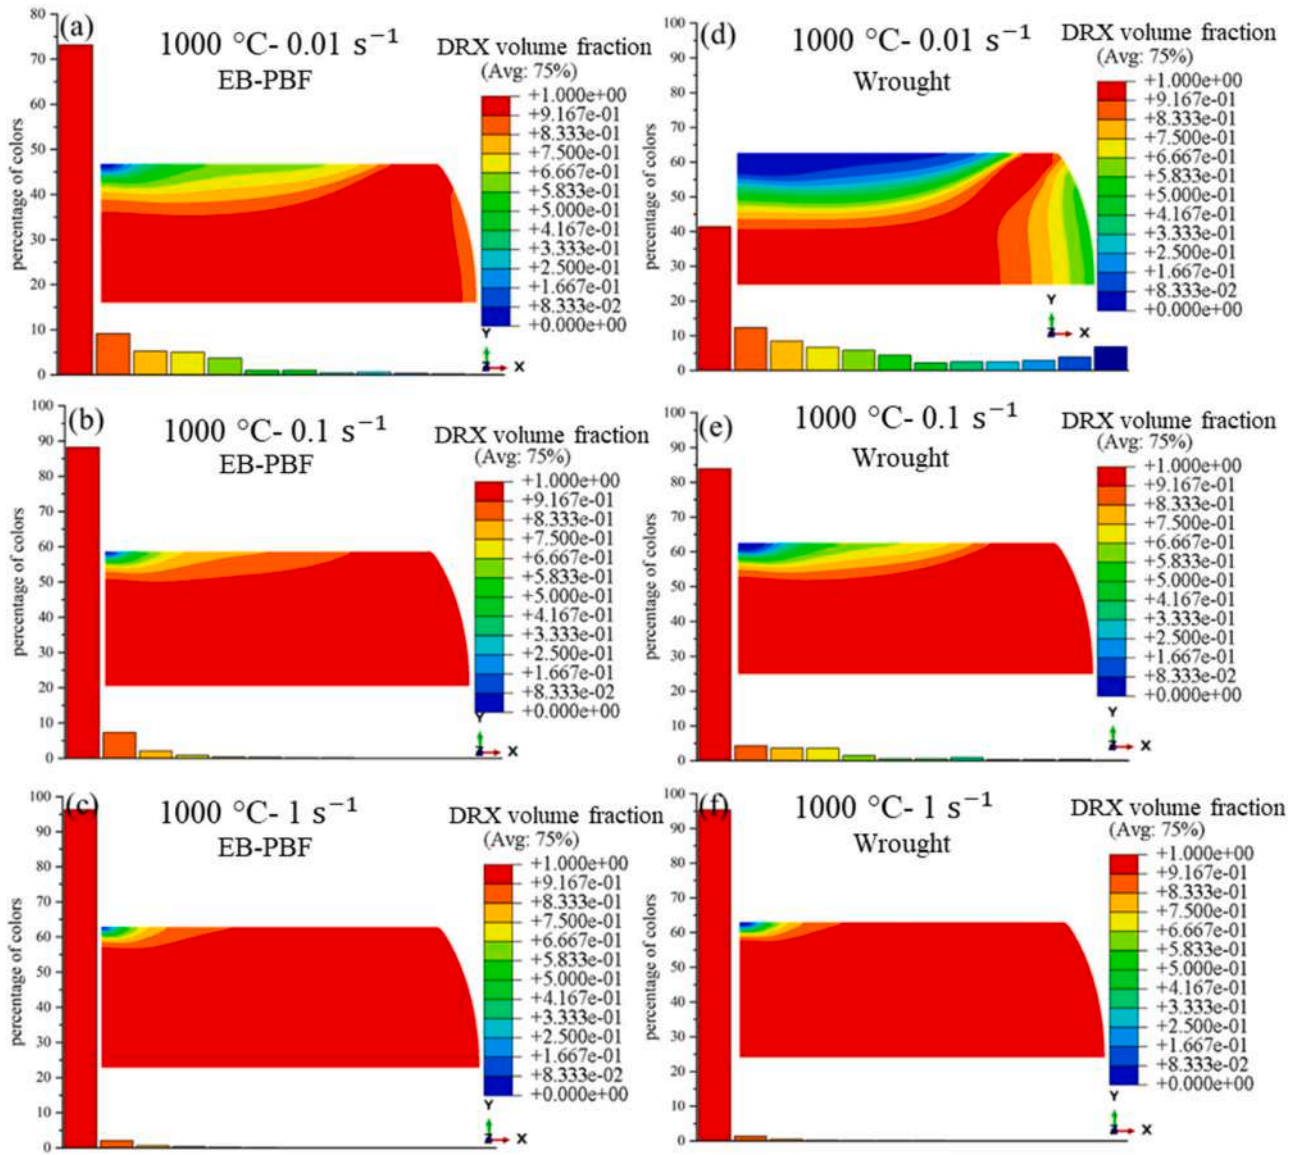 (a)
1000 °C- 0.01 s⁻¹
EB-PBF
DRX volume fraction
(Avg: 75%)
+1.000e+00
+9.167e-01
+8.333e-01
+7.500e-01
+6.667e-01
+5.833e-01
+5.000e-01
+4.167e-01
+3.333e-01
+2.500e-01
+1.667e-01
+8.333e-02
+0.000e+00
percentage of colors
80
70
60
50
40
30
20
10
0
Y
Z
X
(d)
1000 °C- 0.01 s⁻¹
Wrought
DRX volume fraction
(Avg: 75%)
+1.000e+00
+9.167e-01
+8.333e-01
+7.500e-01
+6.667e-01
+5.833e-01
+5.000e-01
+4.167e-01
+3.333e-01
+2.500e-01
+1.667e-01
+8.333e-02
+0.000e+00
percentage of colors
100
90
80
70
60
50
40
30
20
10
0
Y
Z
X
(b)
1000 °C- 0.1 s⁻¹
EB-PBF
DRX volume fraction
(Avg: 75%)
+1.000e+00
+9.167e-01
+8.333e-01
+7.500e-01
+6.667e-01
+5.833e-01
+5.000e-01
+4.167e-01
+3.333e-01
+2.500e-01
+1.667e-01
+8.333e-02
+0.000e+00
percentage of colors
100
90
80
70
60
50
40
30
20
10
0
Y
Z
X
(e)
1000 °C- 0.1 s⁻¹
Wrought
DRX volume fraction
(Avg: 75%)
+1.000e+00
+9.167e-01
+8.333e-01
+7.500e-01
+6.667e-01
+5.833e-01
+5.000e-01
+4.167e-01
+3.333e-01
+2.500e-01
+1.667e-01
+8.333e-02
+0.000e+00
percentage of colors
100
90
80
70
60
50
40
30
20
10
0
Y
Z
X
(c)
1000 °C- 1 s⁻¹
EB-PBF
DRX volume fraction
(Avg: 75%)
+1.000e+00
+9.167e-01
+8.333e-01
+7.500e-01
+6.667e-01
+5.833e-01
+5.000e-01
+4.167e-01
+3.333e-01
+2.500e-01
+1.667e-01
+8.333e-02
+0.000e+00
percentage of colors
100
90
80
70
60
50
40
30
20
10
0
Y
Z
X
(f)
1000 °C- 1 s⁻¹
Wrought
DRX volume fraction
(Avg: 75%)
+1.000e+00
+9.167e-01
+8.333e-01
+7.500e-01
+6.667e-01
+5.833e-01
+5.000e-01
+4.167e-01
+3.333e-01
+2.500e-01
+1.667e-01
+8.333e-02
+0.000e+00
percentage of colors
100
90
80
70
60
50
40
30
20
10
0
Y
Z
X